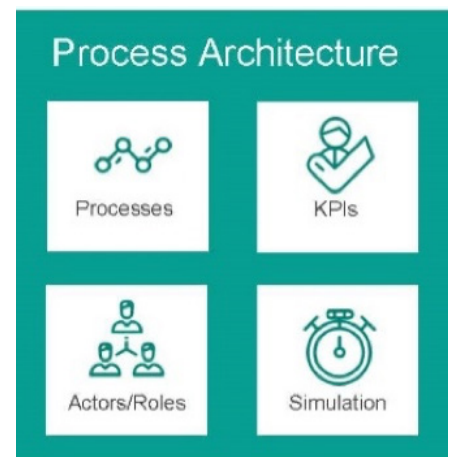 Process Architecture
Processes
KPIs
Actors/Roles
Simulation